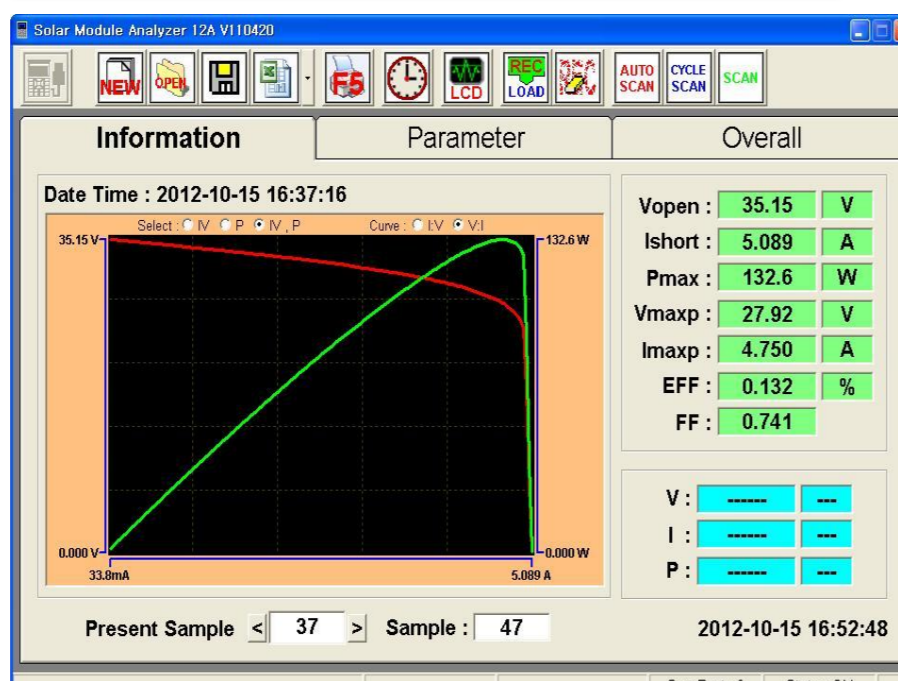 Solar Module Analyzer 12A V110420
NEW OPEN F5 LCD REC LOAD AUTO SCAN CYCLE SCAN SCAN
Information Parameter Overall
Date Time : 2012-10-15 16:37:16
Select : IV P IV , P Curve : I:V V:I
35.15 V 132.6 W
0.000 V 0.000 W
33.8mA 5.089 A
Vopen : 35.15 V
Ishort : 5.089 A
Pmax : 132.6 W
Vmaxp : 27.92 V
Imaxp : 4.750 A
EFF : 0.132 %
FF : 0.741
V : ------ ---
I : ------ ---
P : ------ ---
Present Sample < 37 > Sample : 47
2012-10-15 16:52:48